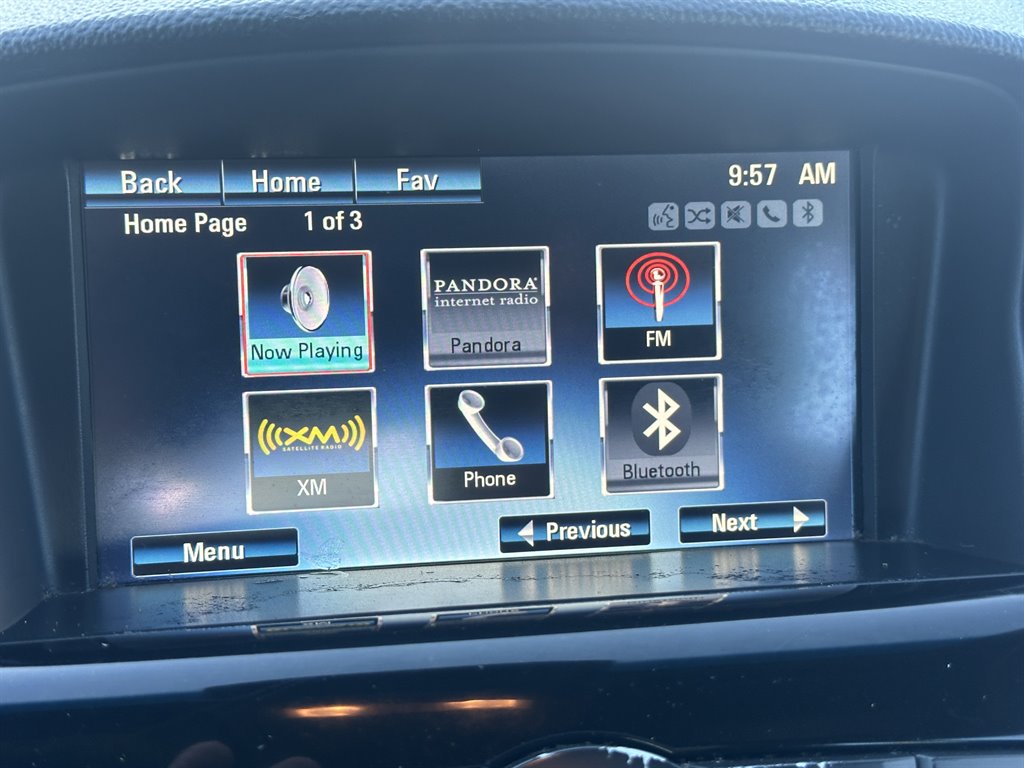 Back Home Fav 9:57 AM
Home Page 1 of 3
PANDORA
internet radio
Now Playing Pandora FM
XM
SATELLITE RADIO
XM Phone Bluetooth
Menu Previous Next